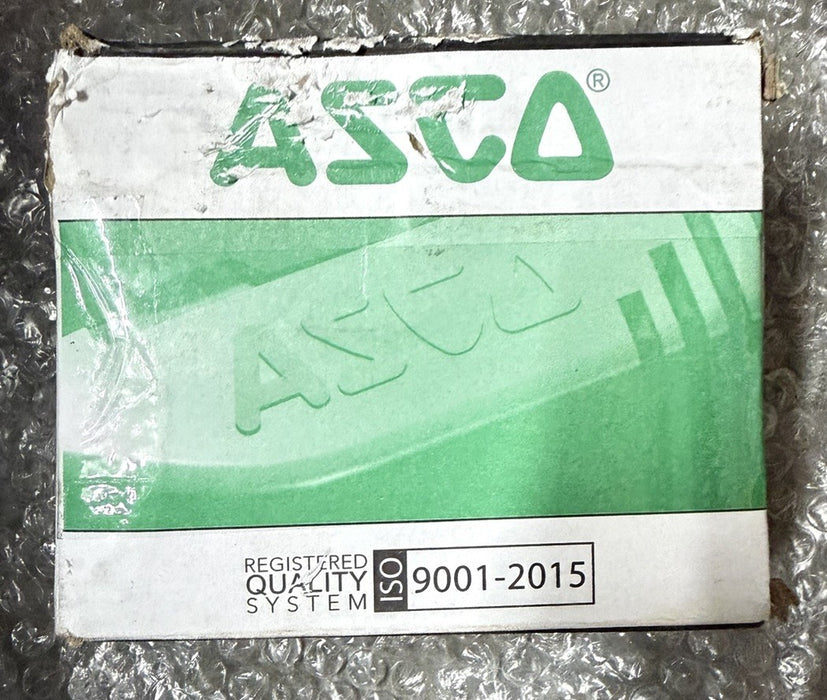 ASCO®
ASCO
REGISTERED
QUALITY
SYSTEM
ISO
9001-2015